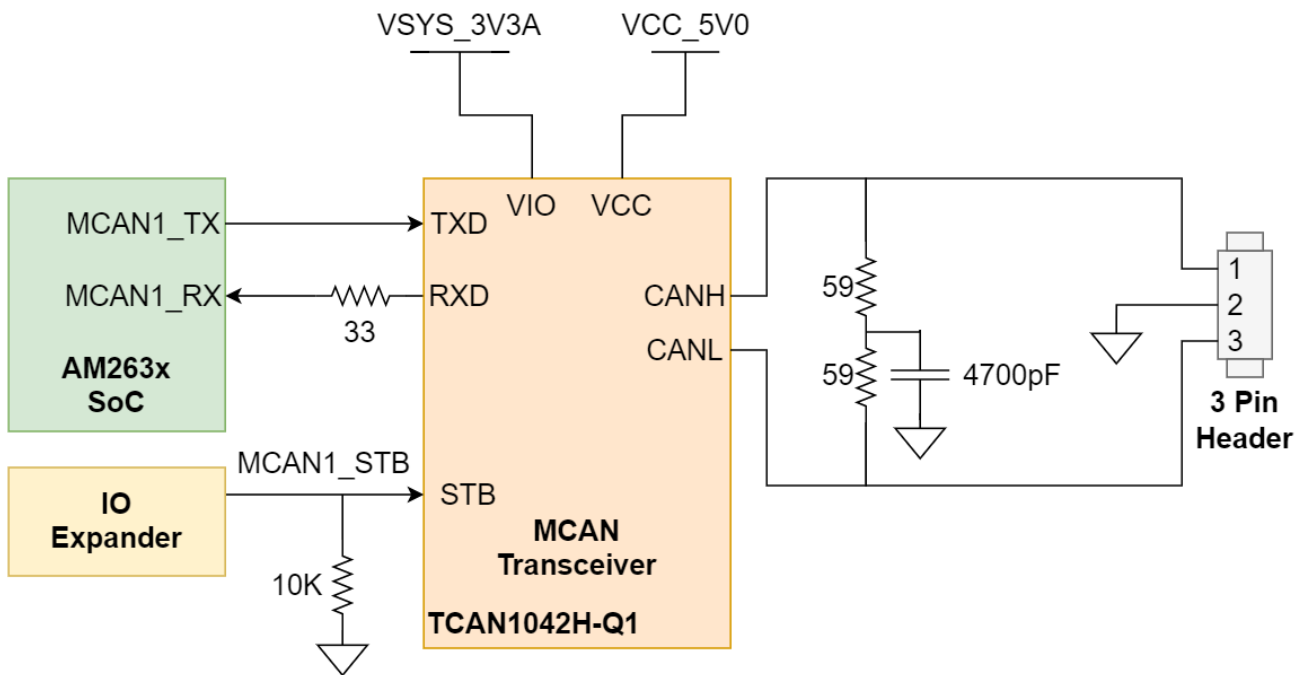 VSYS_3V3A
VCC_5V0
VIO
VCC
MCAN1_TX
TXD
MCAN1_RX
33
RXD
AM263x
SoC
CANH
CANL
59
59
4700pF
1
2
3
3 Pin
Header
MCAN1_STB
STB
IO
Expander
10K
MCAN
Transceiver
TCAN1042H-Q1